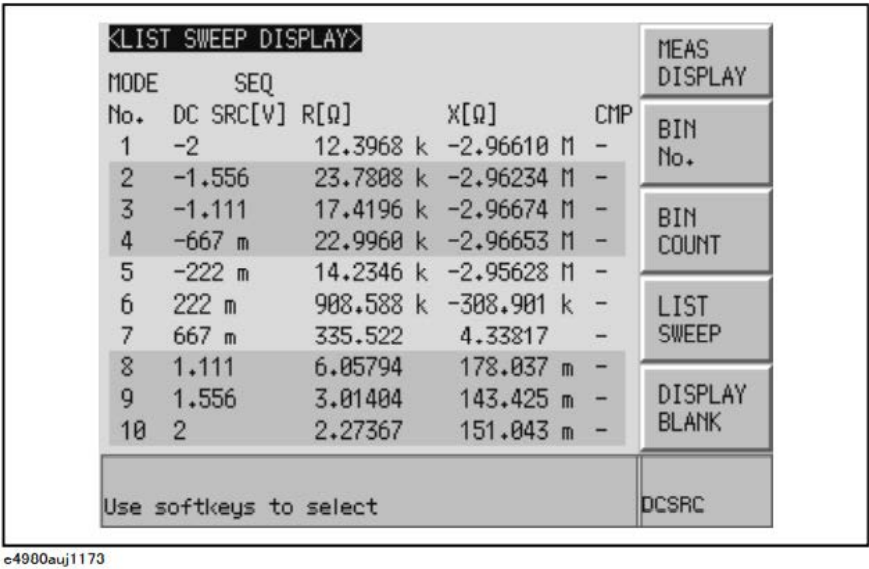 <LIST SWEEP DISPLAY>
MODE SEQ
No. DC SRC[V] R[Ω] X[Ω] CMP
1 -2 12.3968 k -2.96610 M -
2 -1.556 23.7808 k -2.96234 M -
3 -1.111 17.4196 k -2.96674 M -
4 -667 m 22.9960 k -2.96653 M -
5 -222 m 14.2346 k -2.95628 M -
6 222 m 908.588 k -308.901 k -
7 667 m 335.522 4.33817 -
8 1.111 6.05794 178.037 m -
9 1.556 3.01404 143.425 m -
10 2 2.27367 151.043 m -
Use softkeys to select
MEAS
DISPLAY
BIN
No.
BIN
COUNT
LIST
SWEEP
DISPLAY
BLANK
DCSRC
e4980auj1173